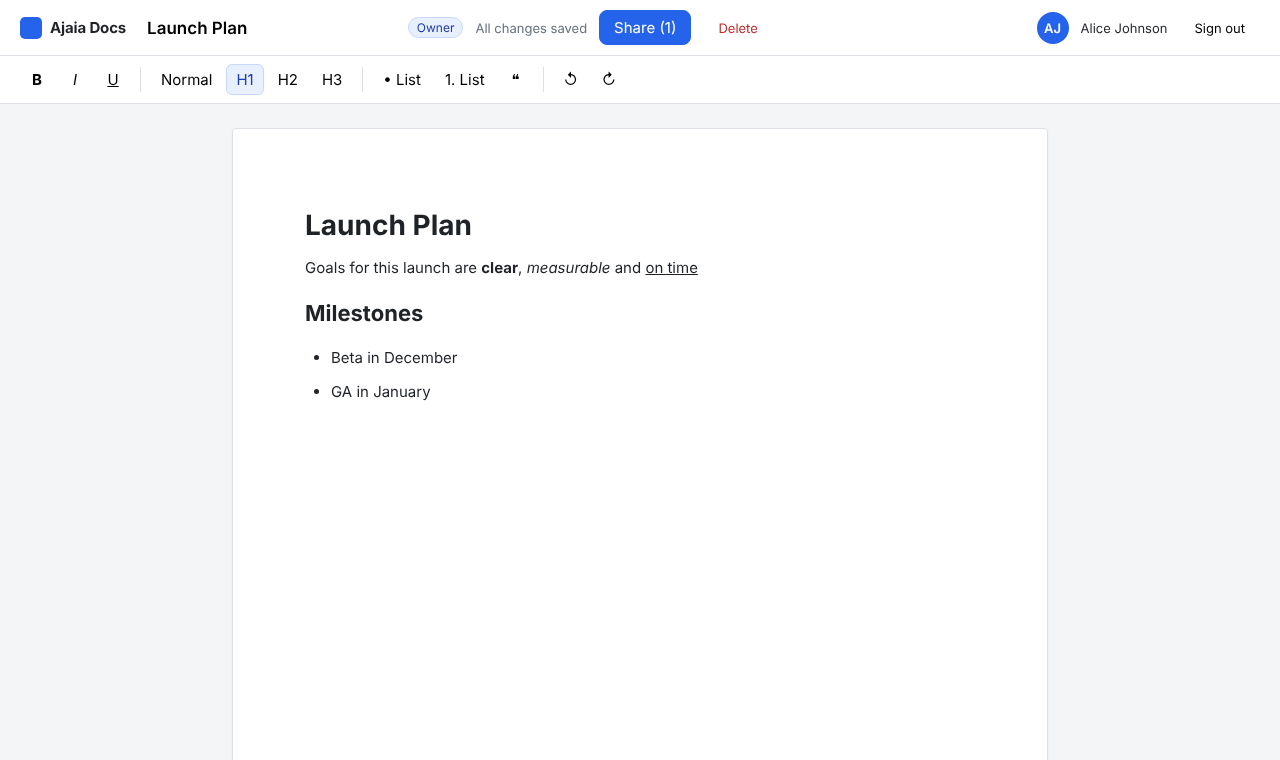 Ajaia Docs Launch Plan Owner All changes saved Share (1) Delete AJ Alice Johnson Sign out
B I U Normal H1 H2 H3 • List 1. List ❝
Launch Plan
Goals for this launch are clear, measurable and on time
Milestones
• Beta in December
• GA in January